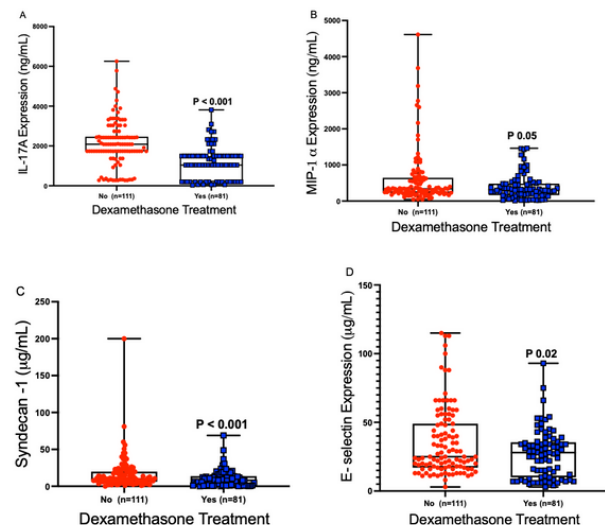 A
IL-17A Expression (ng/mL)
8000
6000
4000
2000
0
P < 0.001
No (n=111)
Yes (n=81)
Dexamethasone Treatment
B
MIP-1 α Expression (ng/mL)
5000
4000
3000
2000
1000
0
P 0.05
No (n=111)
Yes (n=81)
Dexamethasone Treatment
C
Syndecan -1 (µg/mL)
250
200
150
100
50
0
P < 0.001
No (n=111)
Yes (n=81)
Dexamethasone Treatment
D
E- selectin Expression (µg/mL)
150
100
50
0
P 0.02
No (n=111)
Yes (n=81)
Dexamethasone Treatment